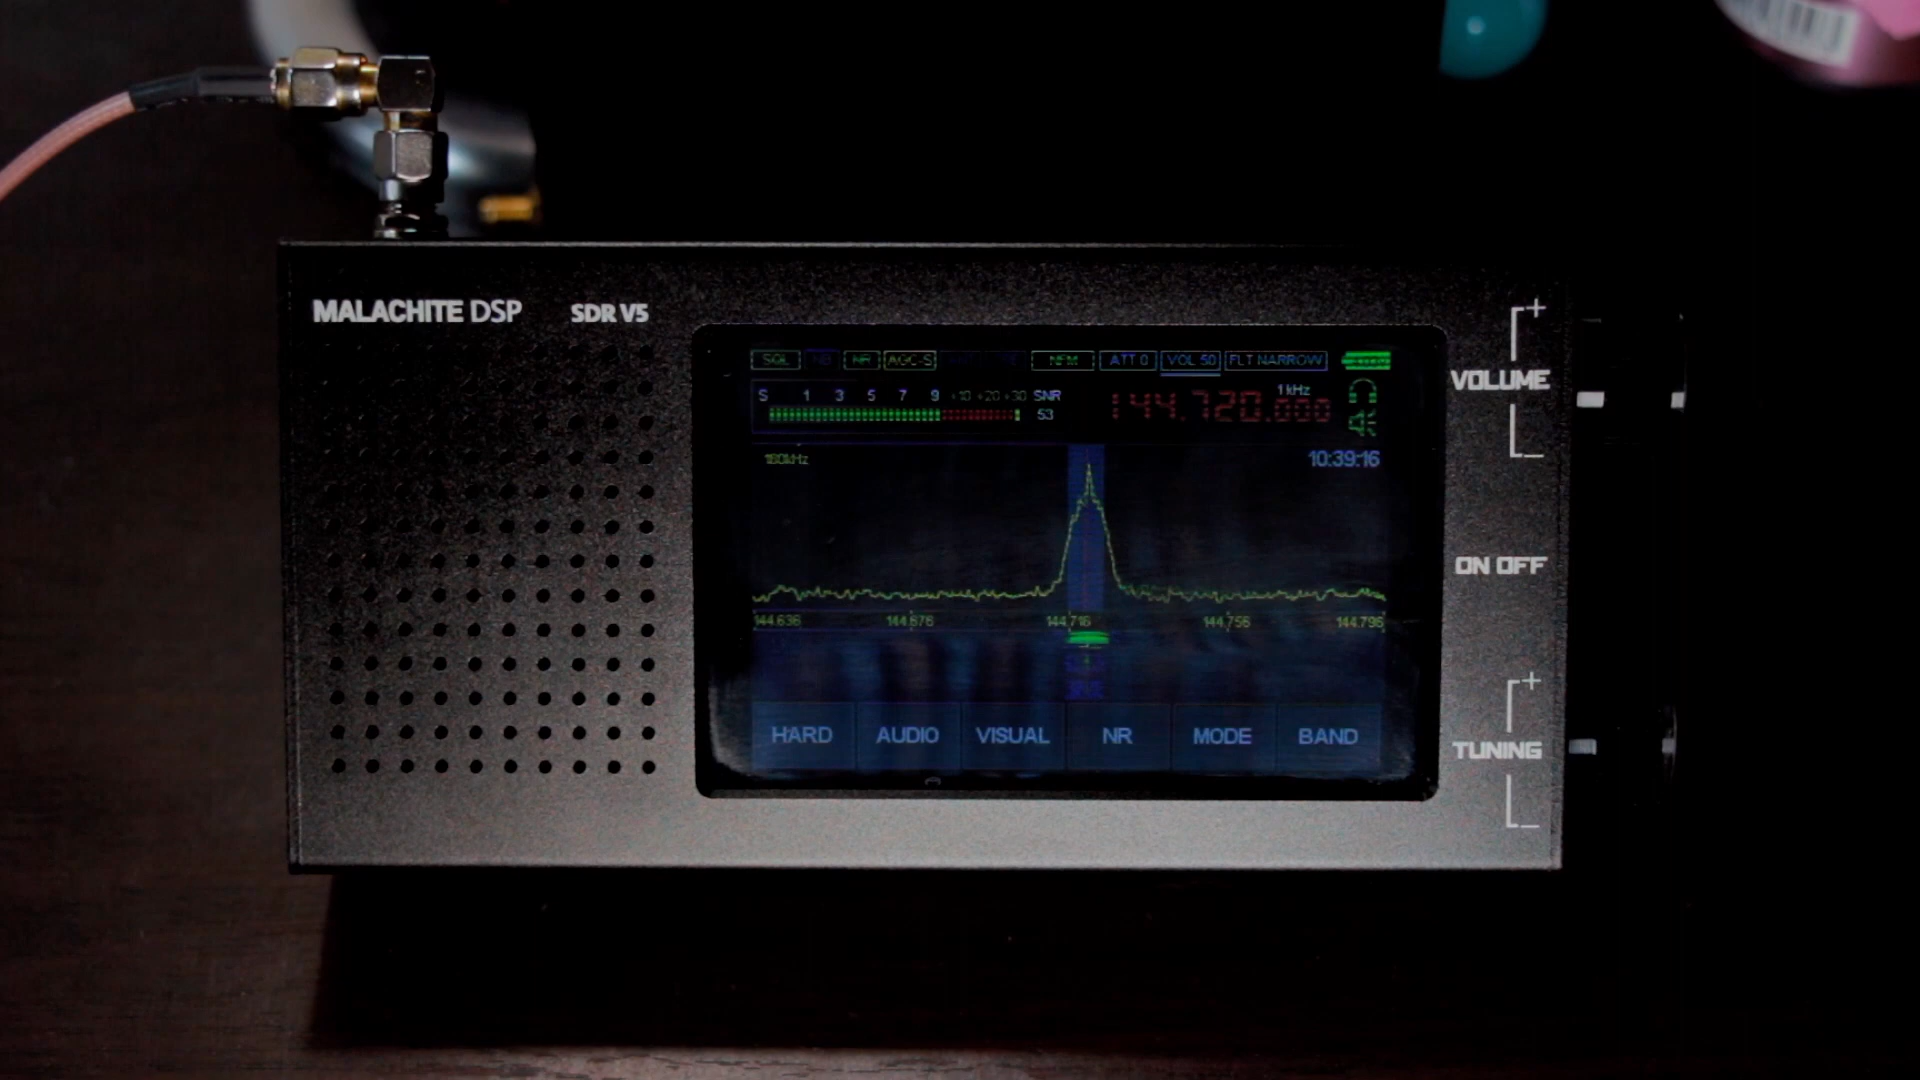 MALACHITE DSP SDR V5
SQL NR AGC-S NFM ATT 0 VOL 50 FLT NARROW
S 1 3 5 7 9 +10 +20 +30 SNR
53
1 kHz
144.720.000
160kHz
10:39:16
144.636 144.676 144.716 144.756 144.796
HARD AUDIO VISUAL NR MODE BAND
+
VOLUME
−
ON OFF
+
TUNING
−